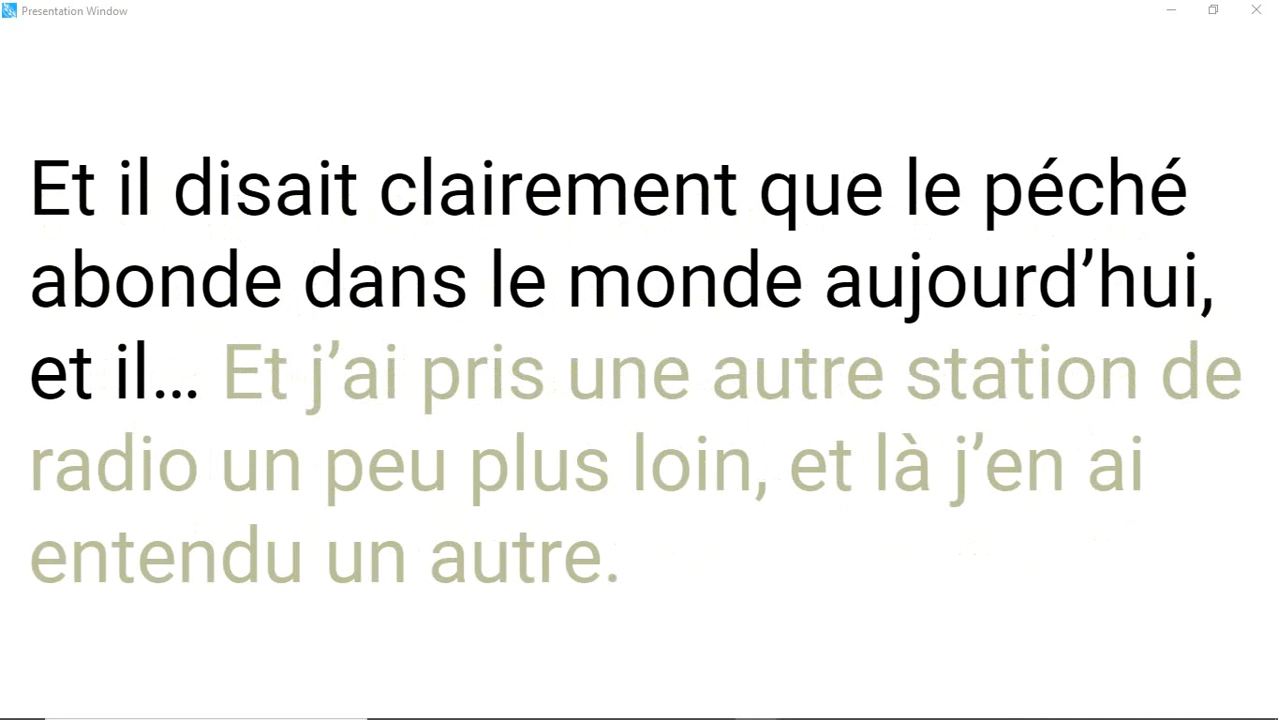 Presentation Window
Et il disait clairement que le péché
abonde dans le monde aujourd’hui,
et il… Et j’ai pris une autre station de
radio un peu plus loin, et là j’en ai
entendu un autre.